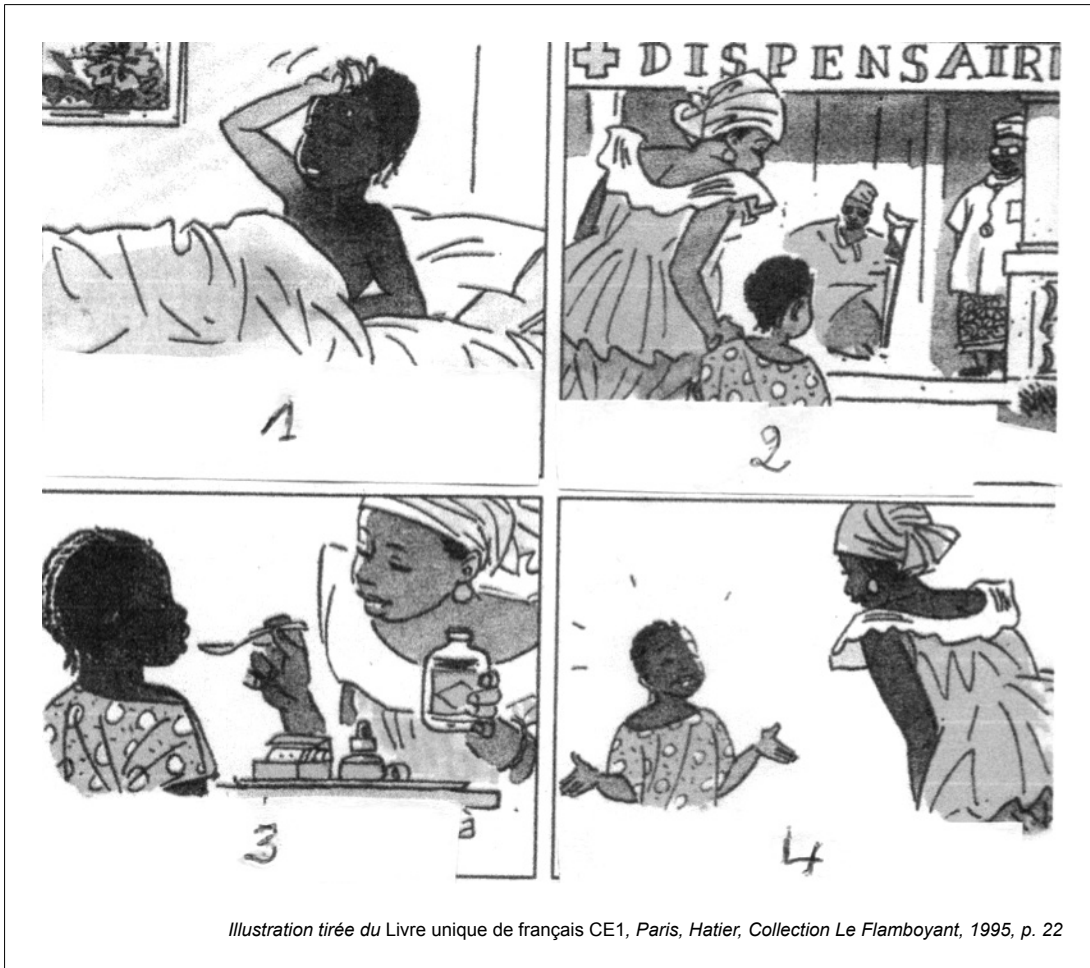 DISPENSAIRE
1
2
3
4
Illustration tirée du Livre unique de français CE1, Paris, Hatier, Collection Le Flamboyant, 1995, p. 22